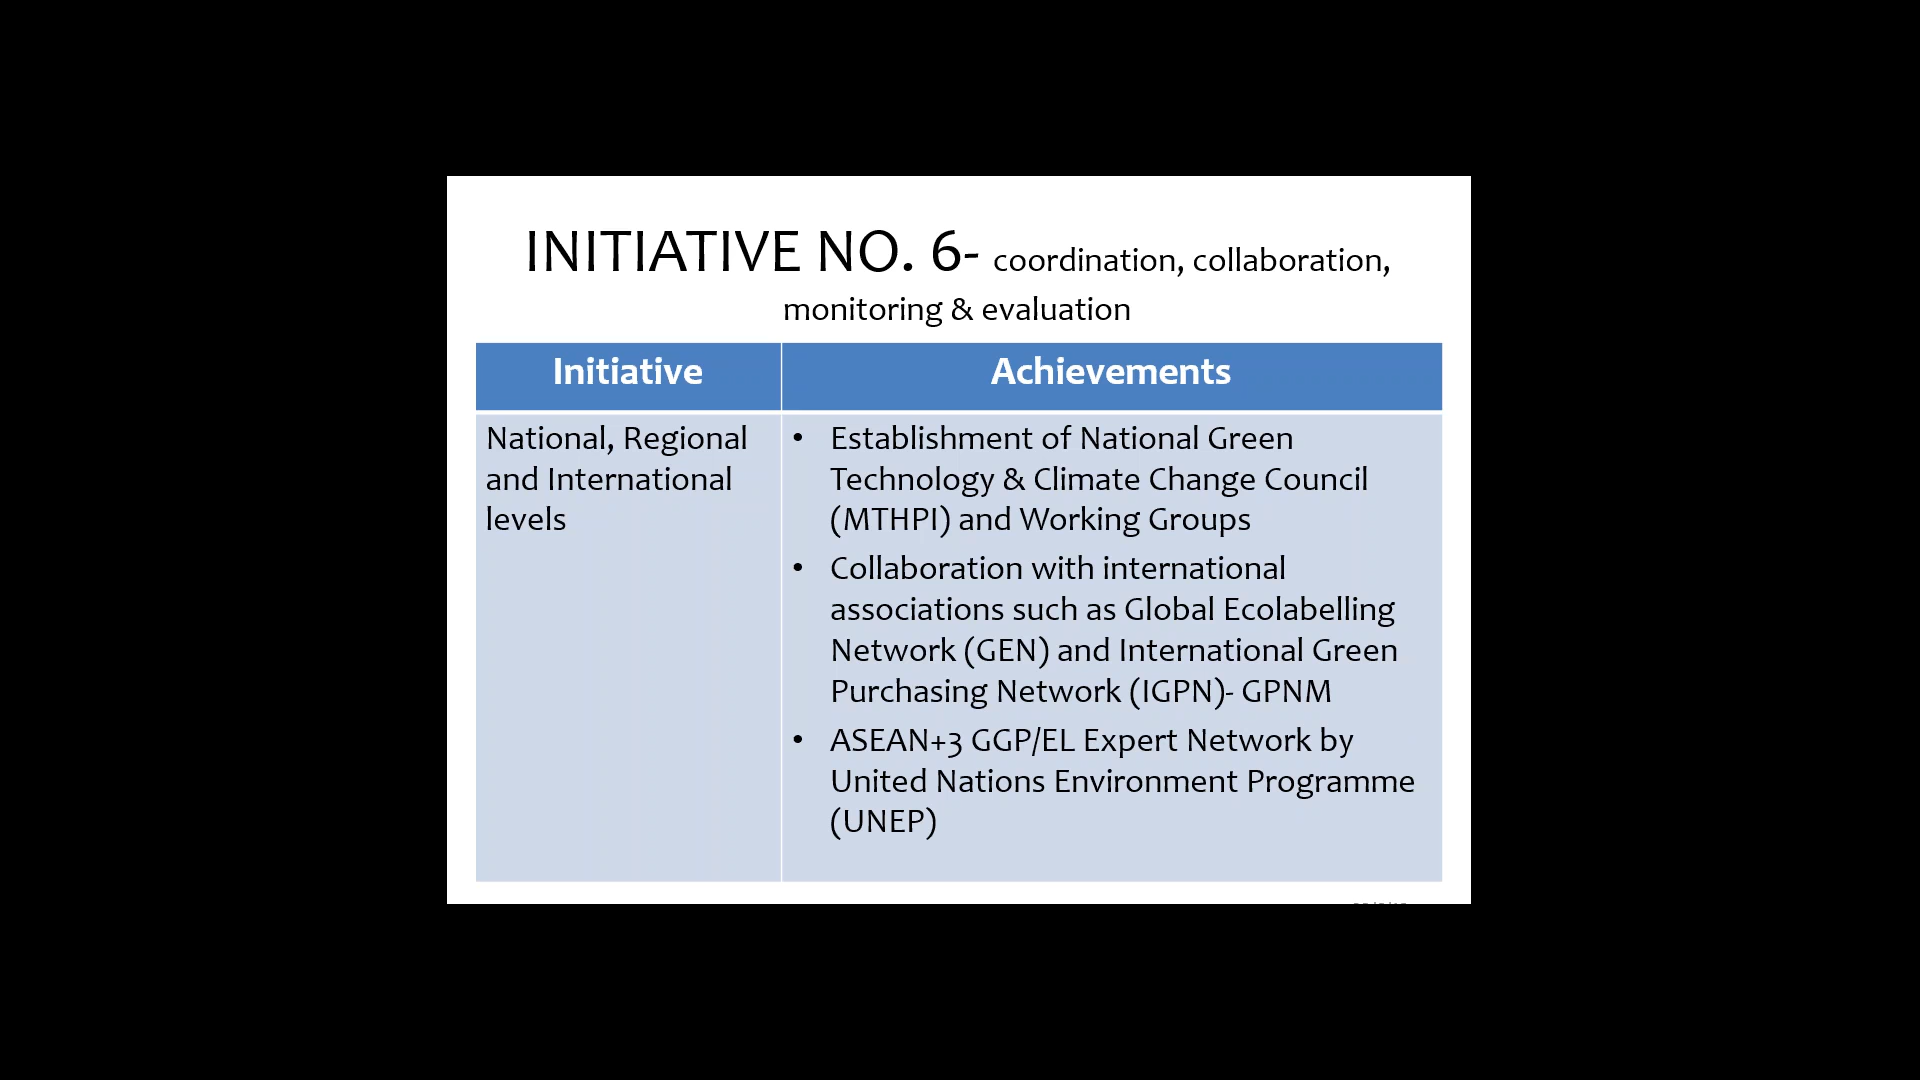 INITIATIVE NO. 6- coordination, collaboration,
monitoring & evaluation
Initiative
Achievements
National, Regional
and International
levels
• Establishment of National Green
Technology & Climate Change Council
(MTHPI) and Working Groups
• Collaboration with international
associations such as Global Ecolabelling
Network (GEN) and International Green
Purchasing Network (IGPN)- GPNM
• ASEAN+3 GGP/EL Expert Network by
United Nations Environment Programme
(UNEP)